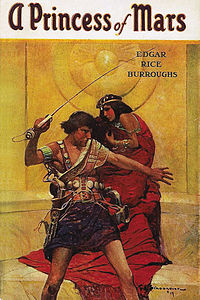 A Princess of Mars
EDGAR
RICE
BURROUGHS